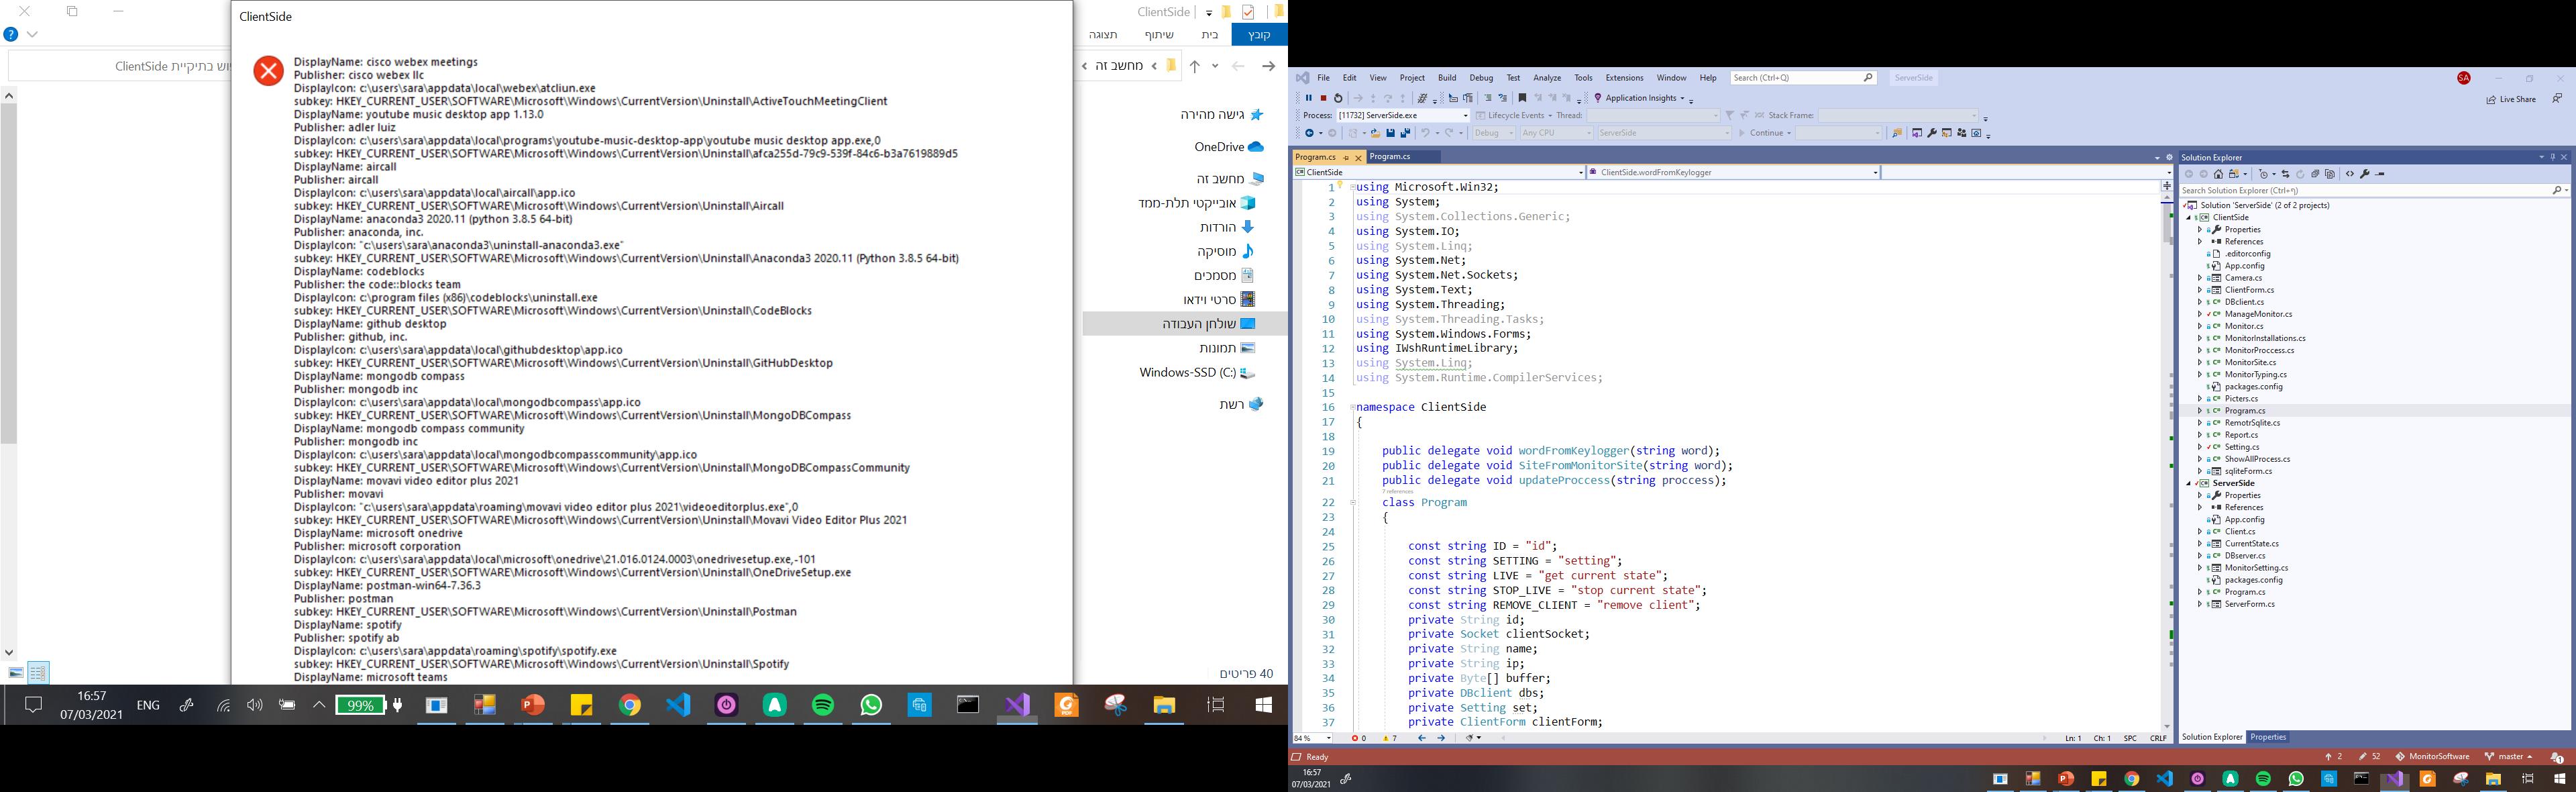 ClientSide
DisplayName: cisco webex meetings
Publisher: cisco webex llc
DisplayIcon: c:\users\sara\appdata\local\webex\atcliun.exe
subkey: HKEY_CURRENT_USER\SOFTWARE\Microsoft\Windows\CurrentVersion\Uninstall\ActiveTouchMeetingClient
DisplayName: youtube music desktop app 1.13.0
Publisher: adler luiz
DisplayIcon: c:\users\sara\appdata\local\programs\youtube-music-desktop-app\youtube music desktop app.exe,0
subkey: HKEY_CURRENT_USER\SOFTWARE\Microsoft\Windows\CurrentVersion\Uninstall\afca255d-79c9-539f-84c6-b3a7619889d5
DisplayName: aircall
Publisher: aircall
DisplayIcon: c:\users\sara\appdata\local\aircall\app.ico
subkey: HKEY_CURRENT_USER\SOFTWARE\Microsoft\Windows\CurrentVersion\Uninstall\Aircall
DisplayName: anaconda3 2020.11 (python 3.8.5 64-bit)
Publisher: anaconda, inc.
DisplayIcon: "c:\users\sara\anaconda3\uninstall-anaconda3.exe"
subkey: HKEY_CURRENT_USER\SOFTWARE\Microsoft\Windows\CurrentVersion\Uninstall\Anaconda3 2020.11 (Python 3.8.5 64-bit)
DisplayName: codeblocks
Publisher: the code::blocks team
DisplayIcon: c:\program files (x86)\codeblocks\uninstall.exe
subkey: HKEY_CURRENT_USER\SOFTWARE\Microsoft\Windows\CurrentVersion\Uninstall\CodeBlocks
DisplayName: github desktop
Publisher: github, inc.
DisplayIcon: c:\users\sara\appdata\local\githubdesktop\app.ico
subkey: HKEY_CURRENT_USER\SOFTWARE\Microsoft\Windows\CurrentVersion\Uninstall\GitHubDesktop
DisplayName: mongodb compass
Publisher: mongodb inc
DisplayIcon: c:\users\sara\appdata\local\mongodbcompass\app.ico
subkey: HKEY_CURRENT_USER\SOFTWARE\Microsoft\Windows\CurrentVersion\Uninstall\MongoDBCompass
DisplayName: mongodb compass community
Publisher: mongodb inc
DisplayIcon: c:\users\sara\appdata\local\mongodbcompasscommunity\app.ico
subkey: HKEY_CURRENT_USER\SOFTWARE\Microsoft\Windows\CurrentVersion\Uninstall\MongoDBCompassCommunity
DisplayName: movavi video editor plus 2021
Publisher: movavi
DisplayIcon: "c:\users\sara\appdata\roaming\movavi video editor plus 2021\videoeditorplus.exe",0
subkey: HKEY_CURRENT_USER\SOFTWARE\Microsoft\Windows\CurrentVersion\Uninstall\Movavi Video Editor Plus 2021
DisplayName: microsoft onedrive
Publisher: microsoft corporation
DisplayIcon: c:\users\sara\appdata\local\microsoft\onedrive\21.016.0124.0003\onedrivesetup.exe,-101
subkey: HKEY_CURRENT_USER\SOFTWARE\Microsoft\Windows\CurrentVersion\Uninstall\OneDriveSetup.exe
DisplayName: postman-win64-7.36.3
Publisher: postman
subkey: HKEY_CURRENT_USER\SOFTWARE\Microsoft\Windows\CurrentVersion\Uninstall\Postman
DisplayName: spotify
Publisher: spotify ab
DisplayIcon: c:\users\sara\appdata\roaming\spotify\spotify.exe
subkey: HKEY_CURRENT_USER\SOFTWARE\Microsoft\Windows\CurrentVersion\Uninstall\Spotify
DisplayName: microsoft teams
ClientSide
קובץ בית שיתוף תצוגה
מחשב זה
בתיקיית ClientSide
גישה מהירה
OneDrive
מחשב זה
אובייקטי תלת-ממד
הורדות
מוסיקה
מסמכים
סרטי וידאו
שולחן העבודה
תמונות
Windows-SSD (C:)
רשת
40 פריטים
16:57
07/03/2021
ENG
99%
File Edit View Project Build Debug Test Analyze Tools Extensions Window Help Search (Ctrl+Q) ServerSide SA
Application Insights
Live Share
Process: [11732] ServerSide.exe Lifecycle Events Thread: Stack Frame:
Debug Any CPU ServerSide Continue
Program.cs Program.cs
ClientSide ClientSide.wordFromKeylogger
1 using Microsoft.Win32;
2 using System;
3 using System.Collections.Generic;
4 using System.IO;
5 using System.Linq;
6 using System.Net;
7 using System.Net.Sockets;
8 using System.Text;
9 using System.Threading;
10 using System.Threading.Tasks;
11 using System.Windows.Forms;
12 using IWshRuntimeLibrary;
13 using System.Linq;
14 using System.Runtime.CompilerServices;
15
16 namespace ClientSide
17 {
18
19 public delegate void wordFromKeylogger(string word);
20 public delegate void SiteFromMonitorSite(string word);
21 public delegate void updateProccess(string proccess);
7 references
22 class Program
23 {
24
25 const string ID = "id";
26 const string SETTING = "setting";
27 const string LIVE = "get current state";
28 const string STOP_LIVE = "stop current state";
29 const string REMOVE_CLIENT = "remove client";
30 private String id;
31 private Socket clientSocket;
32 private String name;
33 private String ip;
34 private Byte[] buffer;
35 private DBclient dbs;
36 private Setting set;
37 private ClientForm clientForm;
84 % 0 7 Ln: 1 Ch: 1 SPC CRLF
Solution Explorer
Search Solution Explorer (Ctrl+ח)
Solution 'ServerSide' (2 of 2 projects)
ClientSide
Properties
References
.editorconfig
App.config
Camera.cs
ClientForm.cs
DBclient.cs
ManageMonitor.cs
Monitor.cs
MonitorInstallations.cs
MonitorProccess.cs
MonitorSite.cs
MonitorTyping.cs
packages.config
Picters.cs
Program.cs
RemotrSqlite.cs
Report.cs
Setting.cs
ShowAllProcess.cs
sqliteForm.cs
ServerSide
Properties
References
App.config
Client.cs
CurrentState.cs
DBserver.cs
MonitorSetting.cs
packages.config
Program.cs
ServerForm.cs
Solution Explorer Properties
Ready 2 52 MonitorSoftware master 1
16:57
07/03/2021